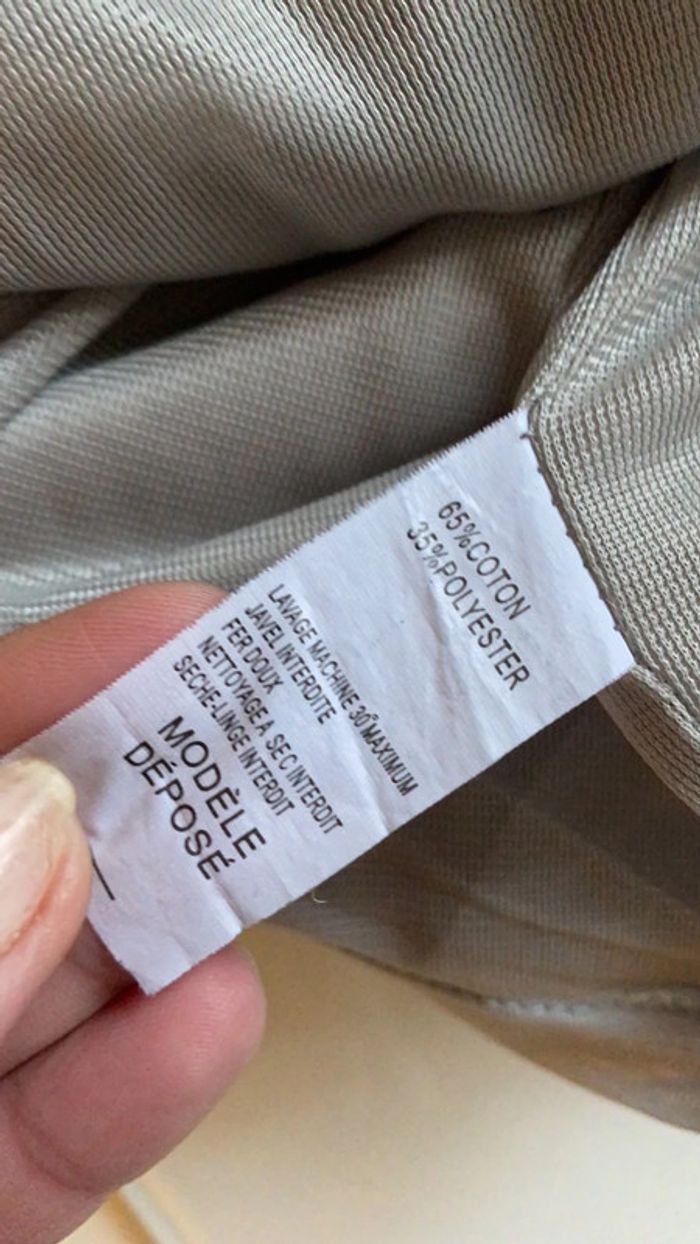 65%COTON
35%POLYESTER
LAVAGE MACHINE 30°MAXIMUM
JAVEL INTERDITE
FER DOUX
NETTOYAGE A SEC INTERDIT
SECHE-LINGE INTERDIT
MODÈLE
DÉPOSÉ